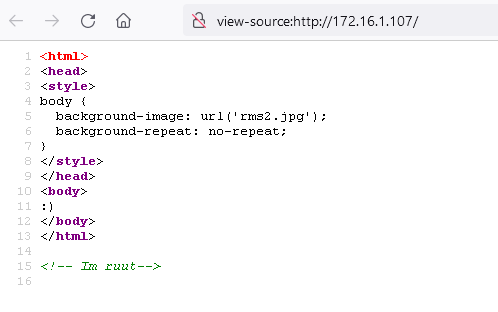 view-source:http://172.16.1.107/
1 <html>
2 <head>
3 <style>
4 body {
5   background-image: url('rms2.jpg');
6   background-repeat: no-repeat;
7 }
8 </style>
9 </head>
10 <body>
11 :)
12 </body>
13 </html>
14
15 <!-- Im ruut-->
16